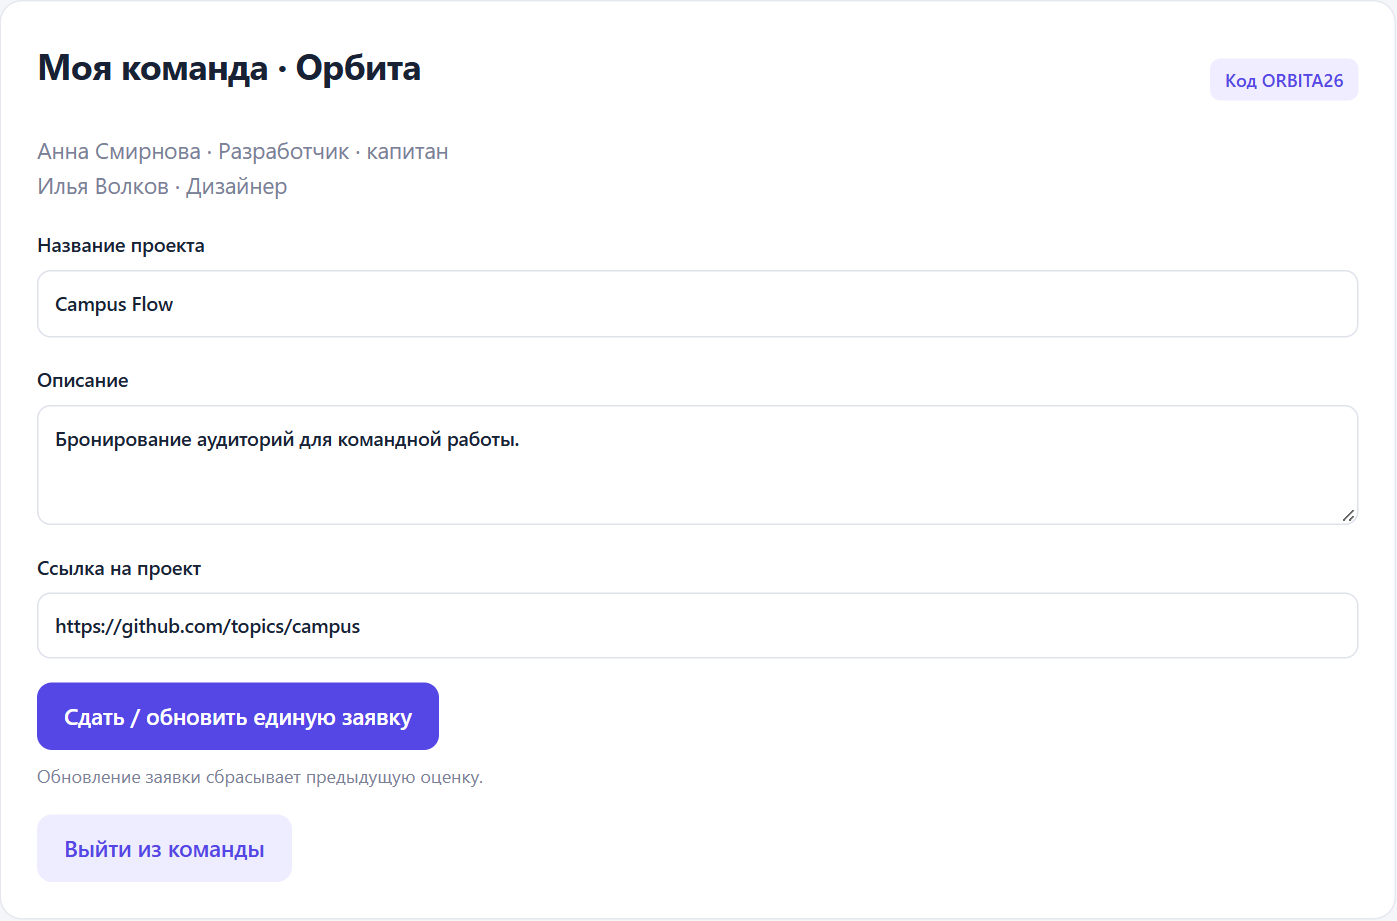 Моя команда · Орбита
Код ORBITA26
Анна Смирнова · Разработчик · капитан
Илья Волков · Дизайнер
Название проекта
Campus Flow
Описание
Бронирование аудиторий для командной работы.
Ссылка на проект
https://github.com/topics/campus
Сдать / обновить единую заявку
Обновление заявки сбрасывает предыдущую оценку.
Выйти из команды